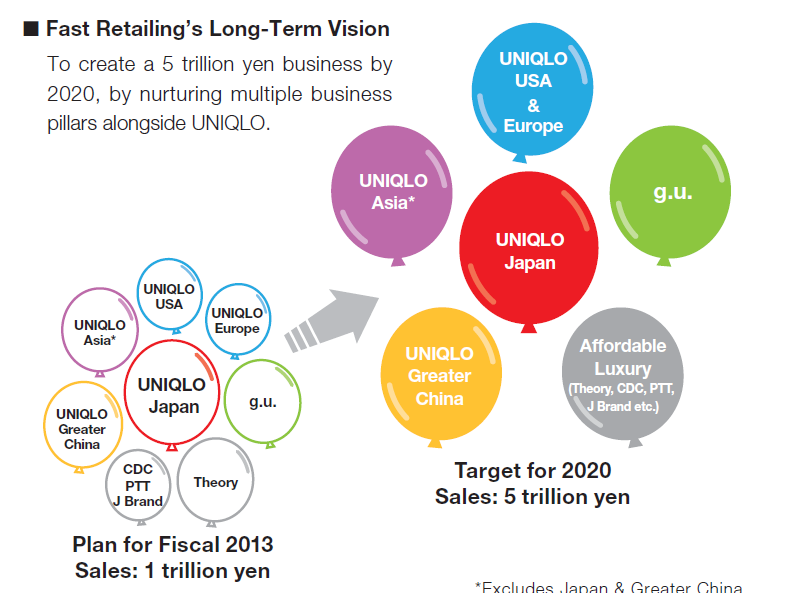 ■ Fast Retailing's Long-Term Vision
To create a 5 trillion yen business by
2020, by nurturing multiple business
pillars alongside UNIQLO.
UNIQLO
USA
&
Europe
UNIQLO
Asia*
g.u.
UNIQLO
Japan
UNIQLO
Greater
China
Affordable
Luxury
(Theory, CDC, PTT,
J Brand etc.)
Target for 2020
Sales: 5 trillion yen
UNIQLO
USA
UNIQLO
Asia*
UNIQLO
Europe
UNIQLO
Japan
g.u.
UNIQLO
Greater
China
CDC
PTT
J Brand
Theory
Plan for Fiscal 2013
Sales: 1 trillion yen
*Excludes Japan & Greater China